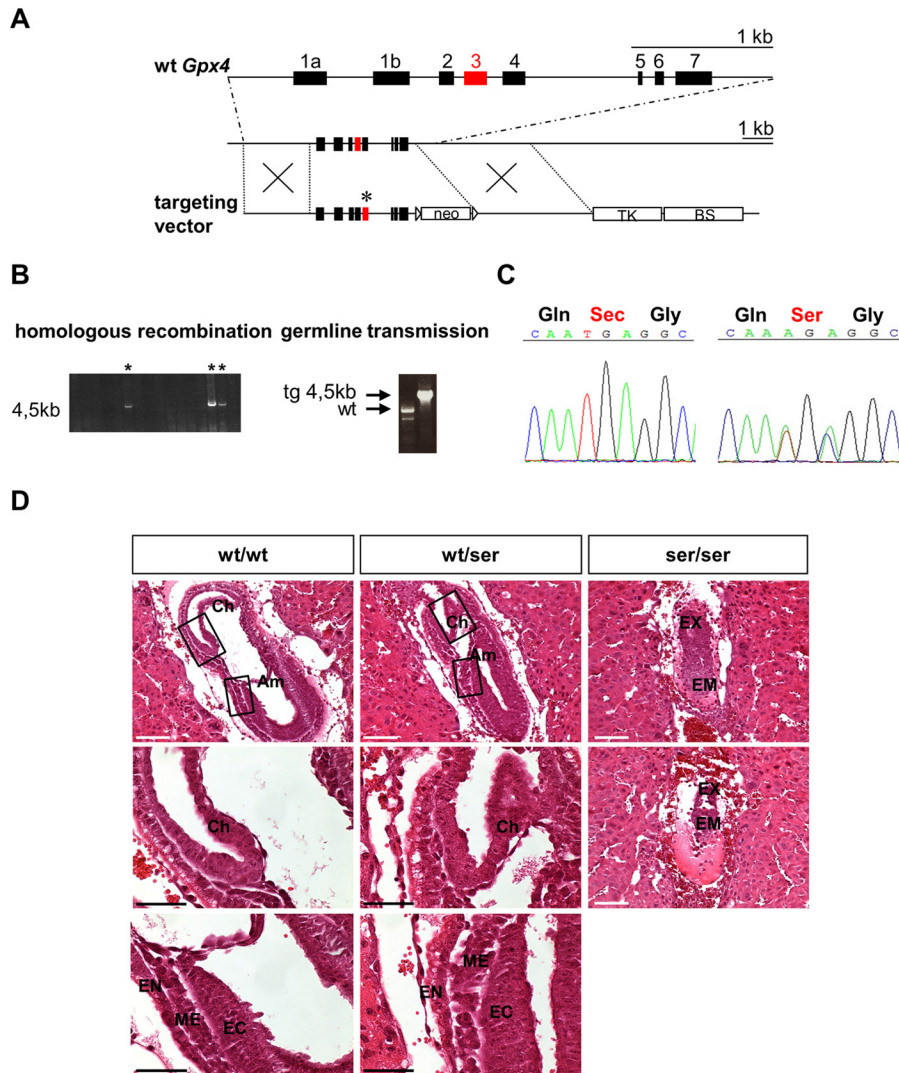 A
1 kb
wt Gpx4
1a 1b 2 3 4 5 6 7
1 kb
*
targeting
vector
neo
TK
BS
B
homologous recombination
* * *
4,5kb
germline transmission
tg 4,5kb
wt
C
Gln Sec Gly
C A A T G A G G C
Gln Ser Gly
C A A A G A G G C
D
wt/wt
wt/ser
ser/ser
Ch
Am
Ch
Am
EX
EM
Ch
Ch
EX
EM
EN
ME
EC
ME
EN
EC